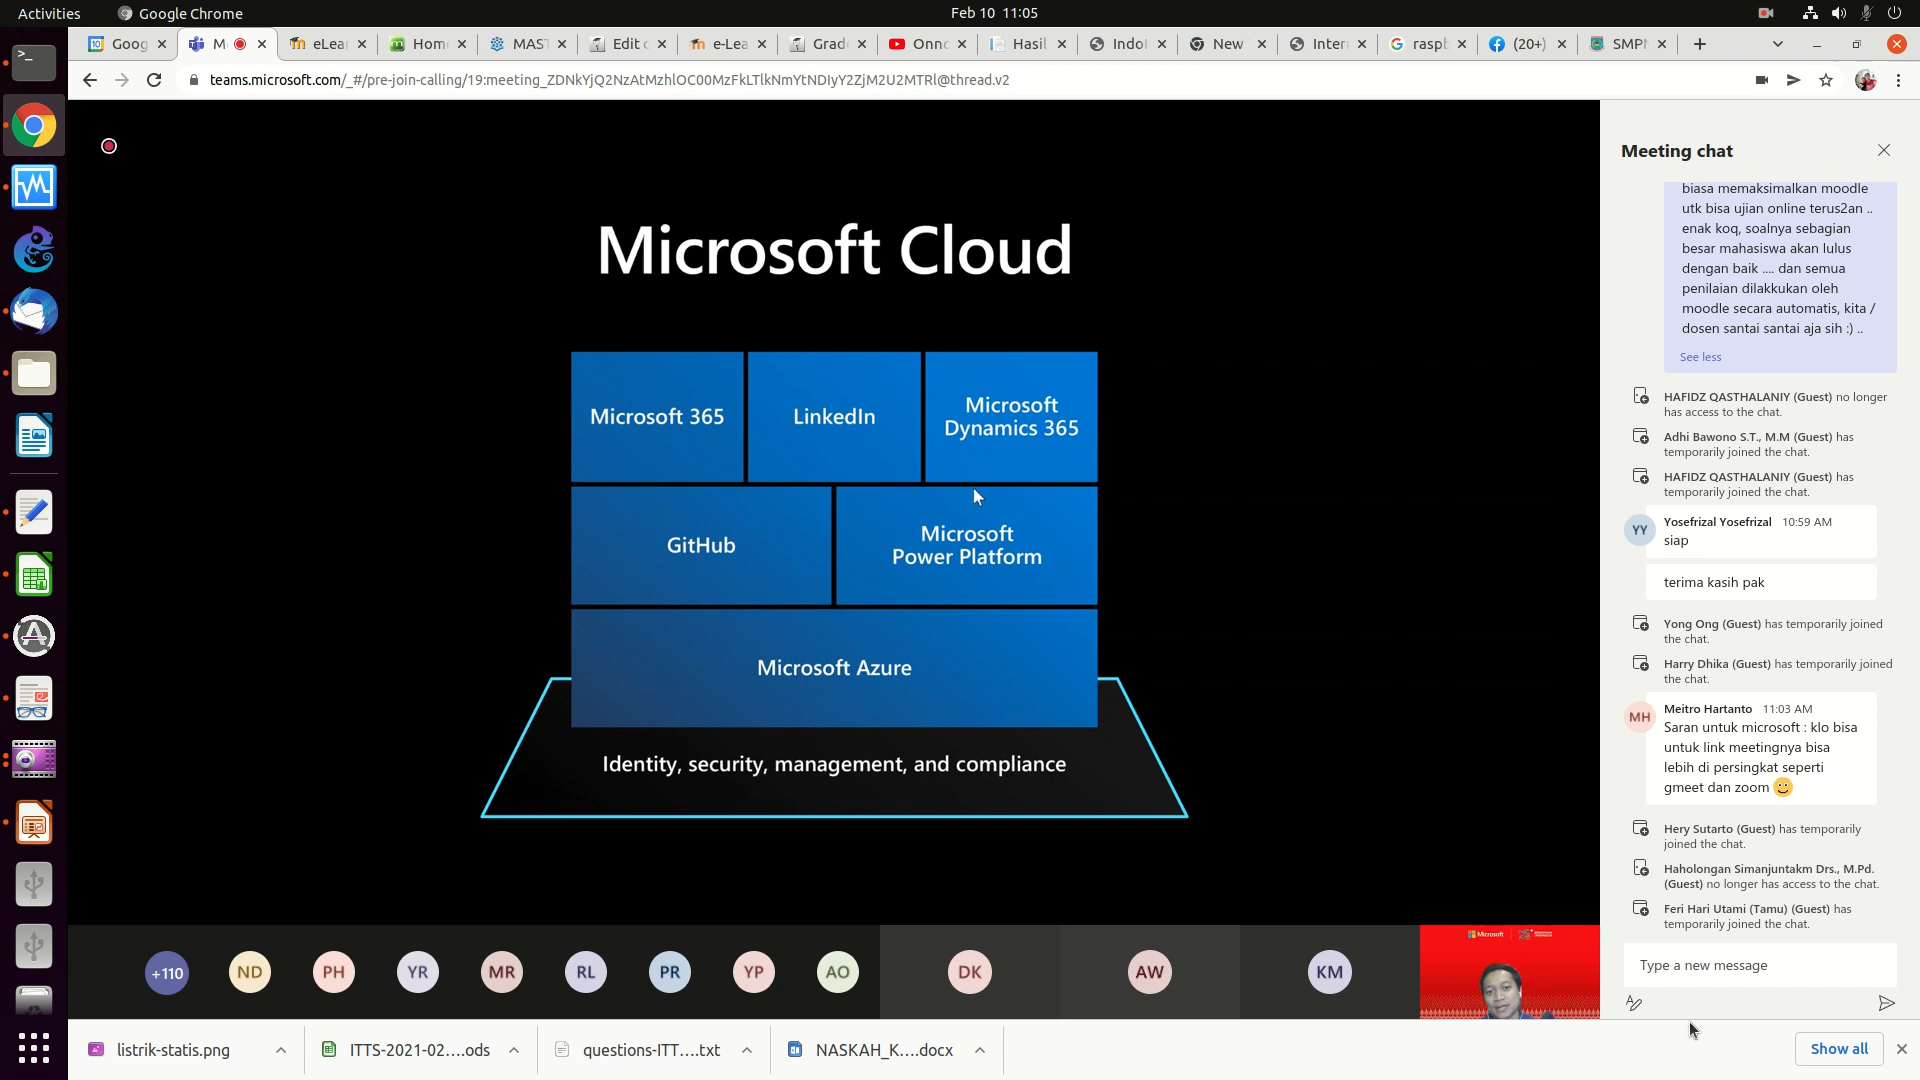 Activities
Google Chrome
Feb 10 11:05
Goog
M
eLear
Hom
MAS
Edit c
e-Lea
Grad
Onno
Hasil
Indo
New
Inter
rasp
(20+)
SMPN
teams.microsoft.com/_#/pre-join-calling/19:meeting_ZDNkYjQ2NzAtMzhlOC00MzFkLTlkNmYtNDIyY2ZjM2U2MTRl@thread.v2
Microsoft Cloud
Microsoft 365
LinkedIn
Microsoft
Dynamics 365
GitHub
Microsoft
Power Platform
Microsoft Azure
Identity, security, management, and compliance
+110
ND
PH
YR
MR
RL
PR
YP
AO
DK
AW
KM
Microsoft
Meeting chat
biasa memaksimalkan moodle
utk bisa ujian online terus2an ..
enak koq, soalnya sebagian
besar mahasiswa akan lulus
dengan baik .... dan semua
penilaian dilakkukan oleh
moodle secara automatis, kita /
dosen santai santai aja sih :) ..
See less
HAFIDZ QASTHALANIY (Guest) no longer
has access to the chat.
Adhi Bawono S.T., M.M (Guest) has
temporarily joined the chat.
HAFIDZ QASTHALANIY (Guest) has
temporarily joined the chat.
YY
Yosefrizal Yosefrizal 10:59 AM
siap
terima kasih pak
Yong Ong (Guest) has temporarily joined
the chat.
Harry Dhika (Guest) has temporarily joined
the chat.
MH
Meitro Hartanto 11:03 AM
Saran untuk microsoft : klo bisa
untuk link meetingnya bisa
lebih di persingkat seperti
gmeet dan zoom 🙂
Hery Sutarto (Guest) has temporarily
joined the chat.
Haholongan Simanjuntakm Drs., M.Pd.
(Guest) no longer has access to the chat.
Feri Hari Utami (Tamu) (Guest) has
temporarily joined the chat.
Type a new message
listrik-statis.png
ITTS-2021-02....ods
questions-ITT....txt
NASKAH_K....docx
Show all